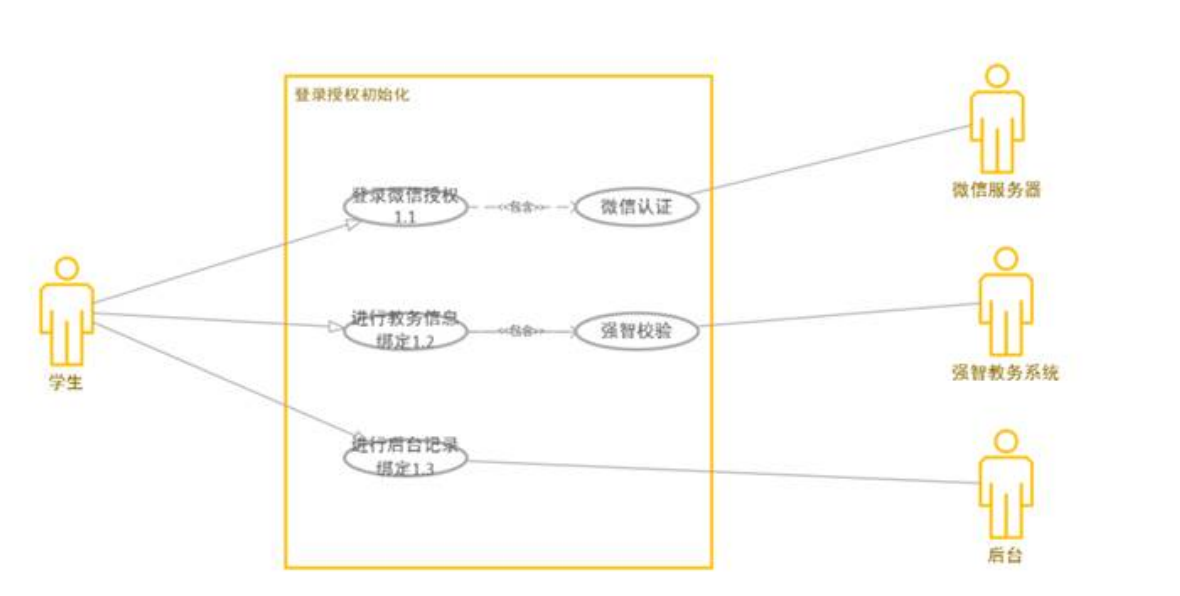 登录授权初始化
微信服务器
登录微信授权
1.1
<<包含>>
微信认证
学生
进行教务信息
绑定1.2
<<包含>>
强智校验
强智教务系统
进行后台记录
绑定1.3
后台